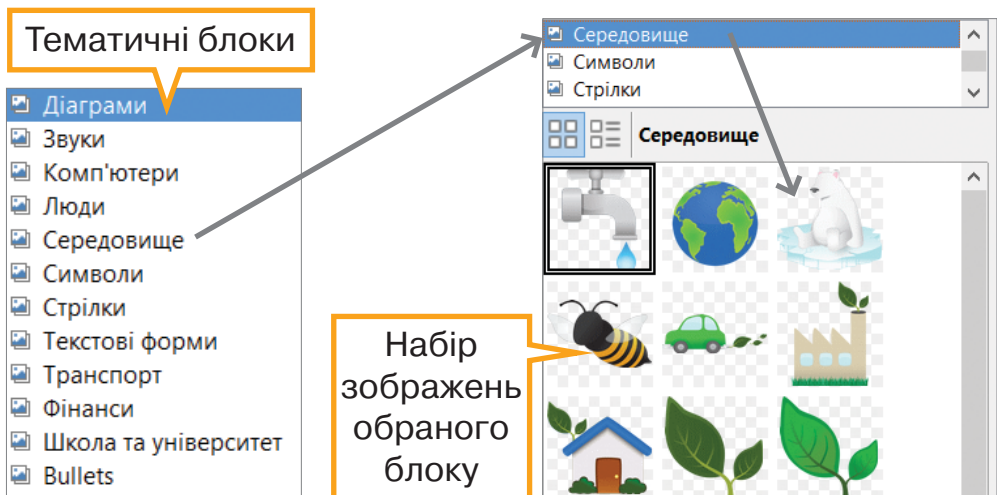 Тематичні блоки
Діаграми
Звуки
Комп'ютери
Люди
Середовище
Символи
Стрілки
Текстові форми
Транспорт
Фінанси
Школа та університет
Bullets
Середовище
Символи
Стрілки
Середовище
Набір
зображень
обраного
блоку